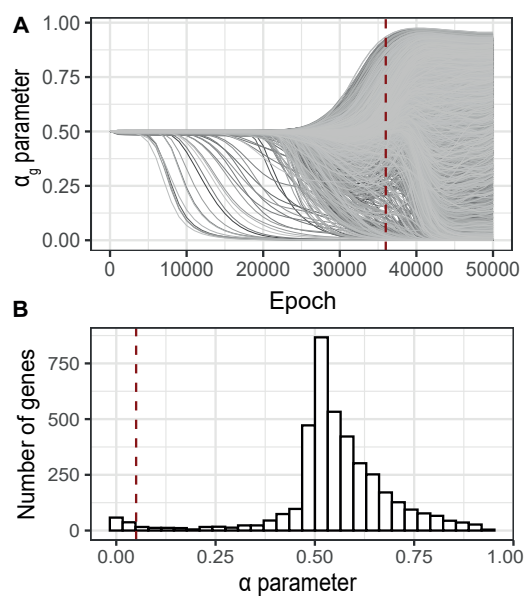 A
1.00
0.75
0.50
0.25
0.00
αg parameter
0 10000 20000 30000 40000 50000
Epoch
B
750
500
250
0
Number of genes
0.00 0.25 0.50 0.75 1.00
α parameter